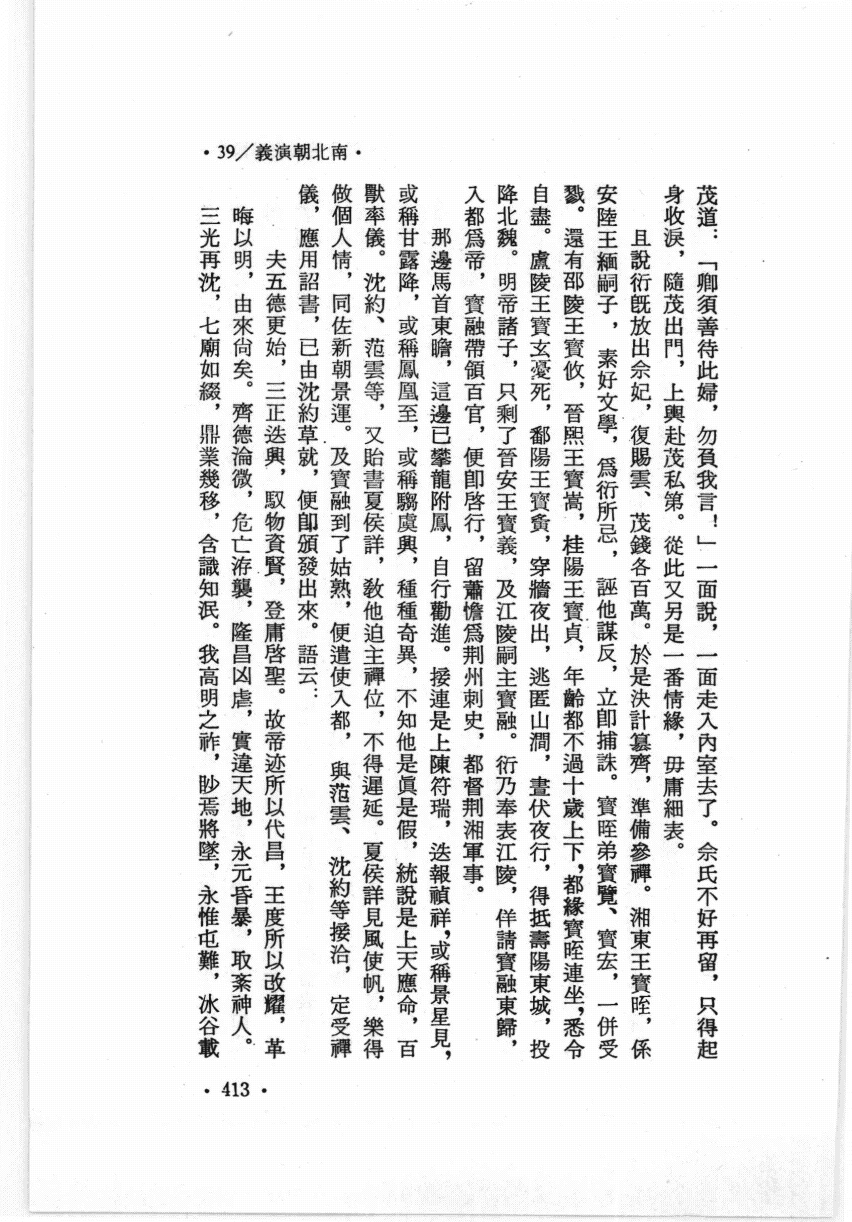 ·39／義演朝北南·
茂道：「卿須善待此婦，勿負我言！」一面說，一面走入內室去了。佘氏不好再留，只得起
身收淚，隨茂出門，上輿赴茂私第。從此又另是一番情緣，毋庸細表。
且說衍既放出佘妃，復賜雲、茂錢各百萬。於是決計篡齊，準備參禪。湘東王寶晊，係
安陸王緬嗣子，素好文學，爲衍所忌，誣他謀反，立卽捕誅。寶晊弟寶覽、寶宏，一併受
戮。還有邵陵王寶攸，晉熙王寶嵩，桂陽王寶貞，年齡都不過十歲上下，都緣寶晊連坐，悉令
自盡。盧陵王寶玄憂死，鄱陽王寶夤，穿牆夜出，逃匿山澗，晝伏夜行，得抵壽陽東城，投
降北魏。明帝諸子，只剩了晉安王寶義，及江陵嗣主寶融。衍乃奉表江陵，佯請寶融東歸，
入都爲帝，寶融帶領百官，便卽啓行，留蕭憺爲荆州刺史，都督荆湘軍事。
那邊馬首東瞻，這邊已攀龍附鳳，自行勸進。接連是上陳符瑞，迭報禎祥，或稱景星見，
或稱甘露降，或稱鳳凰至，或稱騶虞興，種種奇異，不知他是眞是假，統說是上天應命，百
獸率儀。沈約、范雲等，又貽書夏侯詳，敎他迫主禪位，不得遲延。夏侯詳見風使帆，樂得
做個人情，同佐新朝景運。及寶融到了姑熟，便遣使入都，與范雲、沈約等接洽，定受禪
儀，應用詔書，已由沈約草就，便卽頒發出來。語云：
夫五德更始，三正迭興，馭物資賢，登庸啓聖。故帝迹所以代昌，王度所以改耀，革
晦以明，由來尙矣。齊德淪微，危亡洊襲，隆昌凶虐，實違天地，永元昏暴，取紊神人。
三光再沈，七廟如綴，鼎業幾移，含識知泯。我高明之祚，眇焉將墜，永惟屯難，冰谷載
·413·